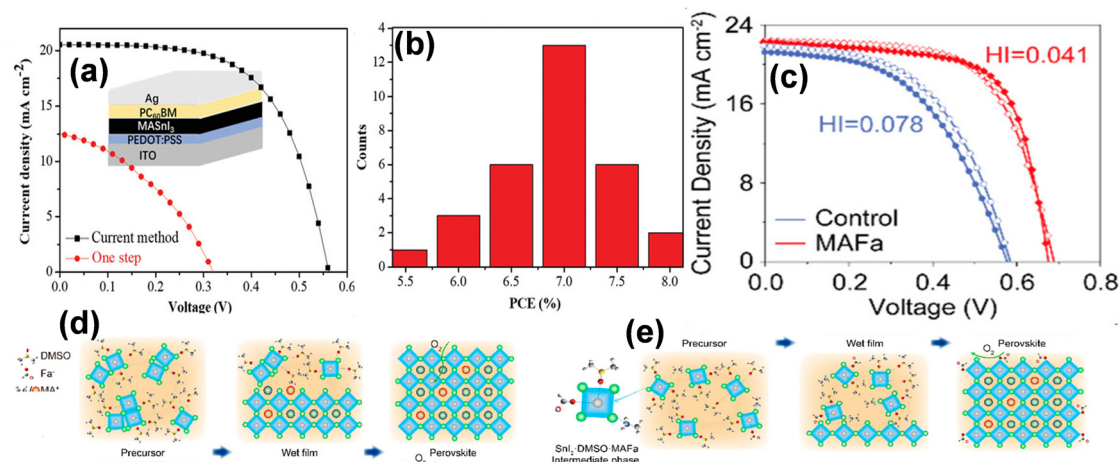 (a)
20
15
10
5
0
0.0 0.1 0.2 0.3 0.4 0.5 0.6
Voltage (V)
Currcent density (mA cm⁻²)
Ag
PC₆₀BM
MASnI₃
PEDOT:PSS
ITO
Current method
One step
(b)
4
3
2
1
0
Counts
5.5 6.0 6.5 7.0 7.5 8.0
PCE (%)
(c)
24
18
12
6
24
Current Density (mA cm⁻²)
HI=0.041
HI=0.078
Control
MAFa
0.0 0.2 0.4 0.6 0.8
Voltage (V)
(d)
DMSO
Fa⁻
MA⁺
O₂
Precursor
Wet film
Perovskite
(e)
Precursor
Wet film
Perovskite
SnI₂·DMSO·MAFa
Intermediate phase